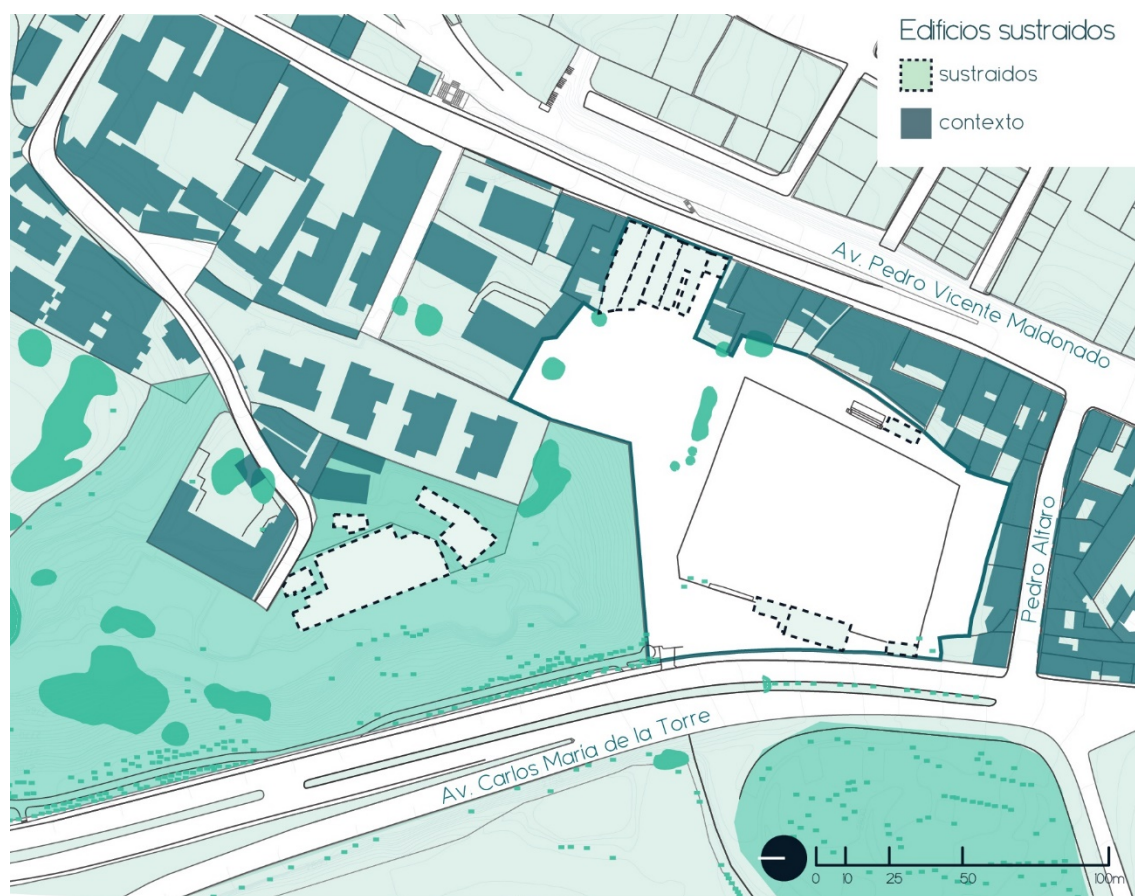 Edificios sustraidos
sustraidos
contexto
Av. Pedro Vicente Maldonado
Pedro Alfaro
Av. Carlos María de la Torre
0 10 25 50 100m